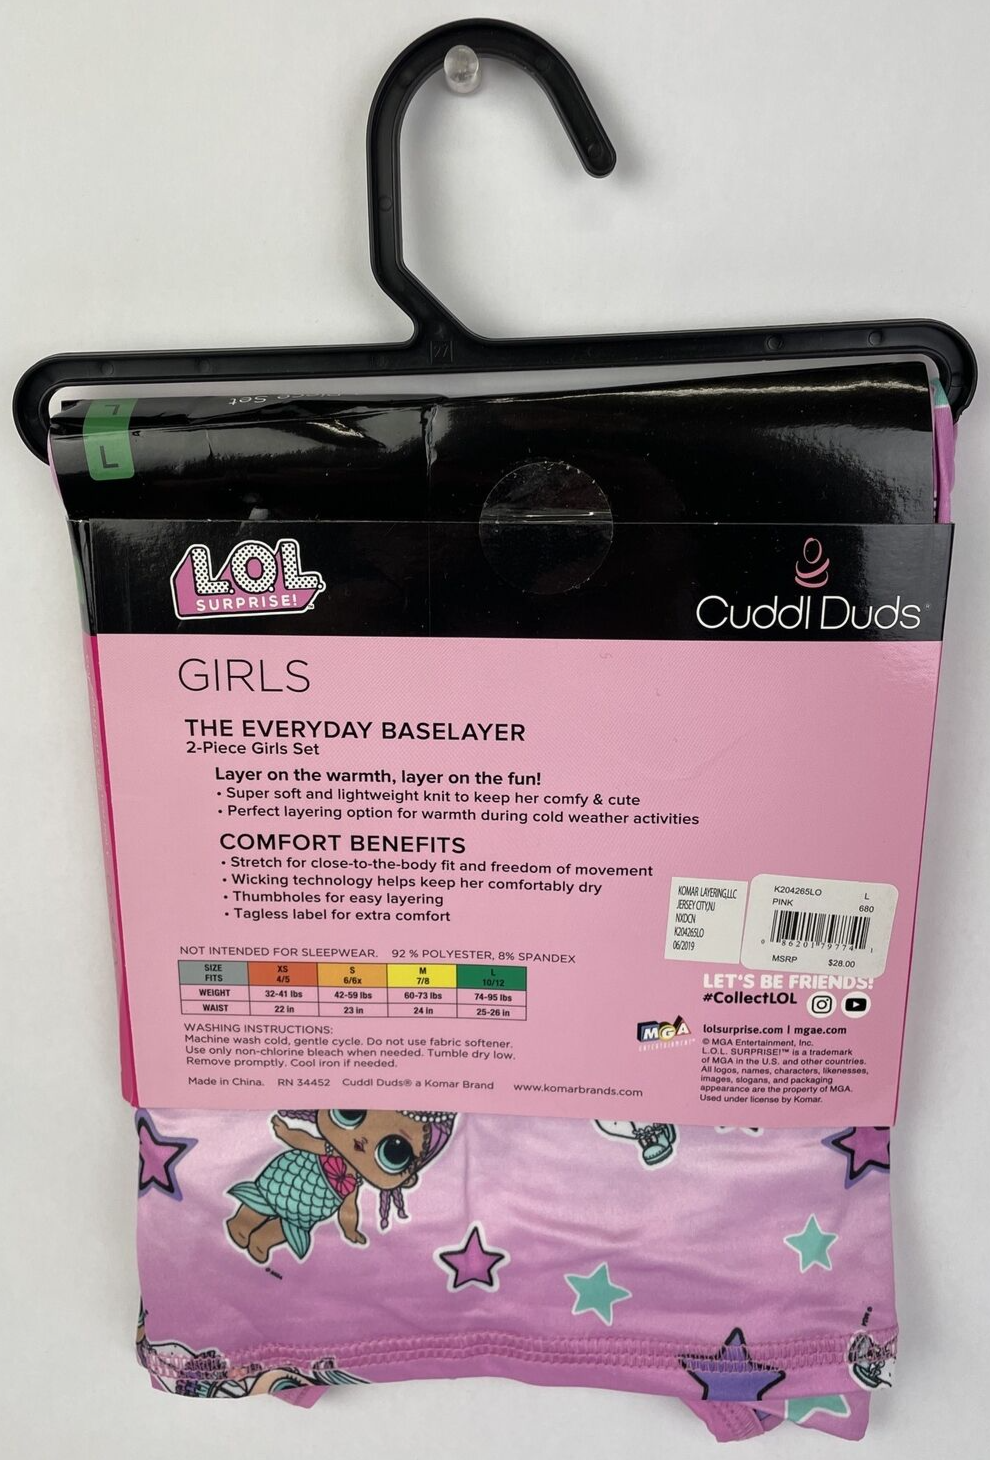 27
Piece Set
L
L
L.O.L.
SURPRISE!™
Cuddl Duds®
GIRLS
THE EVERYDAY BASELAYER
2-Piece Girls Set
Layer on the warmth, layer on the fun!
• Super soft and lightweight knit to keep her comfy & cute
• Perfect layering option for warmth during cold weather activities
COMFORT BENEFITS
• Stretch for close-to-the-body fit and freedom of movement
• Wicking technology helps keep her comfortably dry
• Thumbholes for easy layering
• Tagless label for extra comfort
KOMAR LAYERING,LLC
JERSEY CITY,NJ
NXDCN
K204265LO
06/2019
K204265LO L
PINK 680
0 86201 79774 1
MSRP $28.00
NOT INTENDED FOR SLEEPWEAR. 92 % POLYESTER, 8% SPANDEX
SIZE XS S M L
FITS 4/5 6/6x 7/8 10/12
WEIGHT 32-41 lbs 42-59 lbs 60-73 lbs 74-95 lbs
WAIST 22 in 23 in 24 in 25-26 in
WASHING INSTRUCTIONS:
Machine wash cold, gentle cycle. Do not use fabric softener.
Use only non-chlorine bleach when needed. Tumble dry low.
Remove promptly. Cool iron if needed.
Made in China. RN 34452 Cuddl Duds® a Komar Brand www.komarbrands.com
LET'S BE FRIENDS!
#CollectLOL
MGA
ENTERTAINMENT
lolsurprise.com | mgae.com
© MGA Entertainment, Inc.
L.O.L. SURPRISE!™ is a trademark
of MGA in the U.S. and other countries.
All logos, names, characters, likenesses,
images, slogans, and packaging
appearance are the property of MGA.
Used under license by Komar.